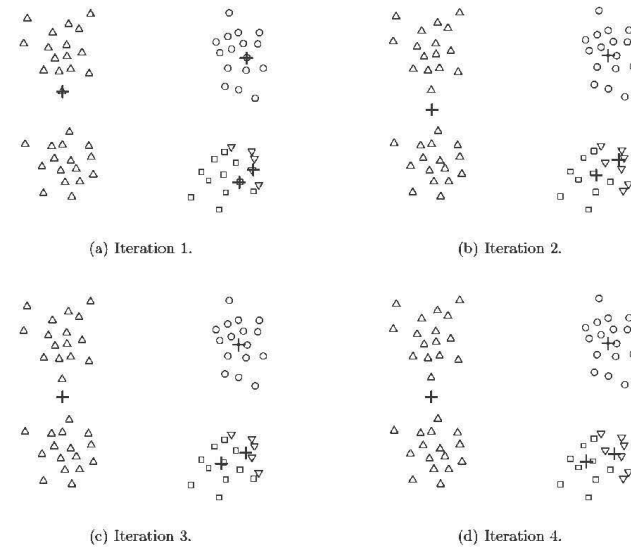 (a) Iteration 1.
(b) Iteration 2.
(c) Iteration 3.
(d) Iteration 4.